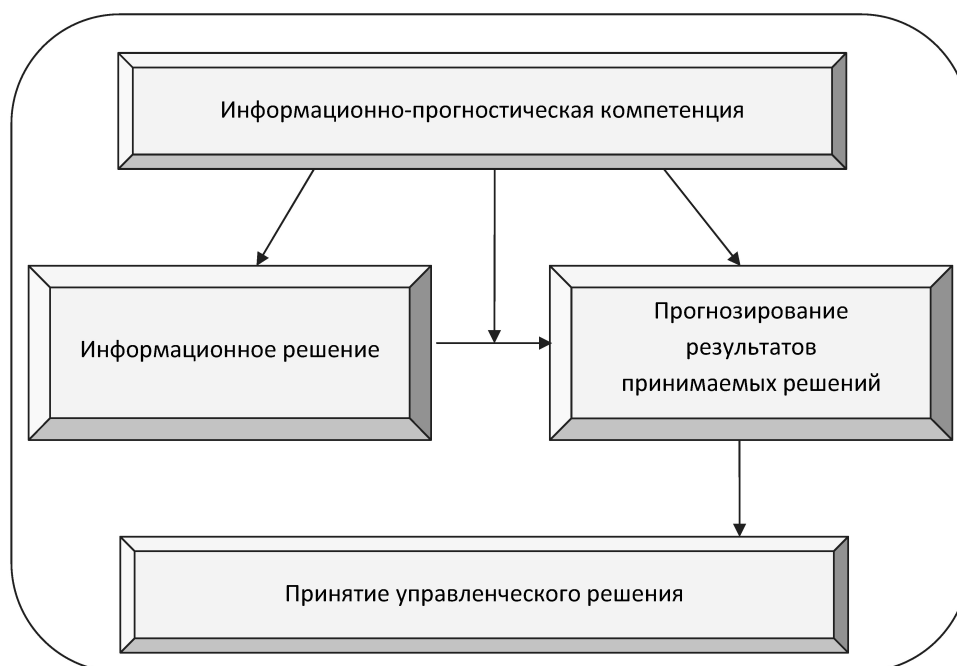 Информационно-прогностическая компетенция
Информационное решение
Прогнозирование
результатов
принимаемых решений
Принятие управленческого решения